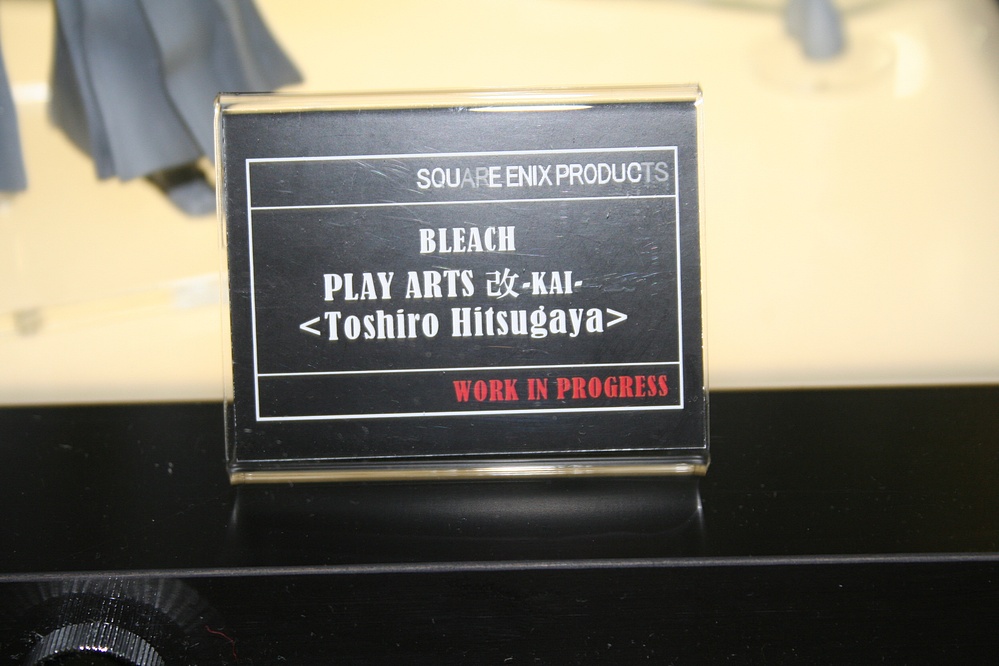 SQUARE ENIX PRODUCTS
BLEACH
PLAY ARTS 改-KAI-
<Toshiro Hitsugaya>
WORK IN PROGRESS